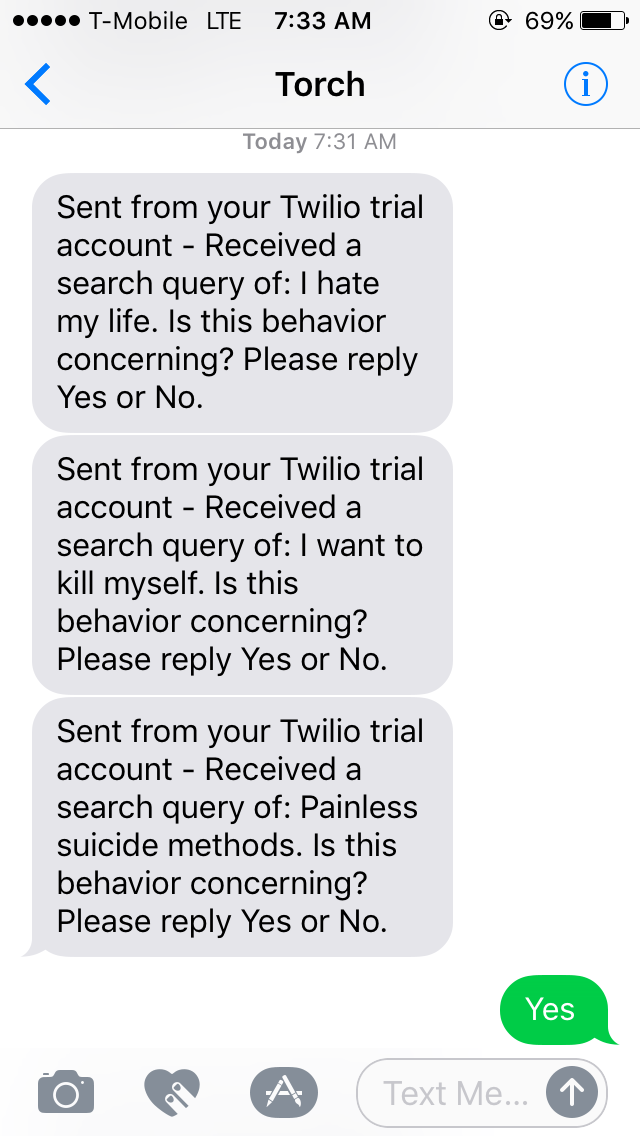 T-Mobile LTE 7:33 AM 69%
Torch
Today 7:31 AM
Sent from your Twilio trial
account - Received a
search query of: I hate
my life. Is this behavior
concerning? Please reply
Yes or No.
Sent from your Twilio trial
account - Received a
search query of: I want to
kill myself. Is this
behavior concerning?
Please reply Yes or No.
Sent from your Twilio trial
account - Received a
search query of: Painless
suicide methods. Is this
behavior concerning?
Please reply Yes or No.
Yes
Text Me...